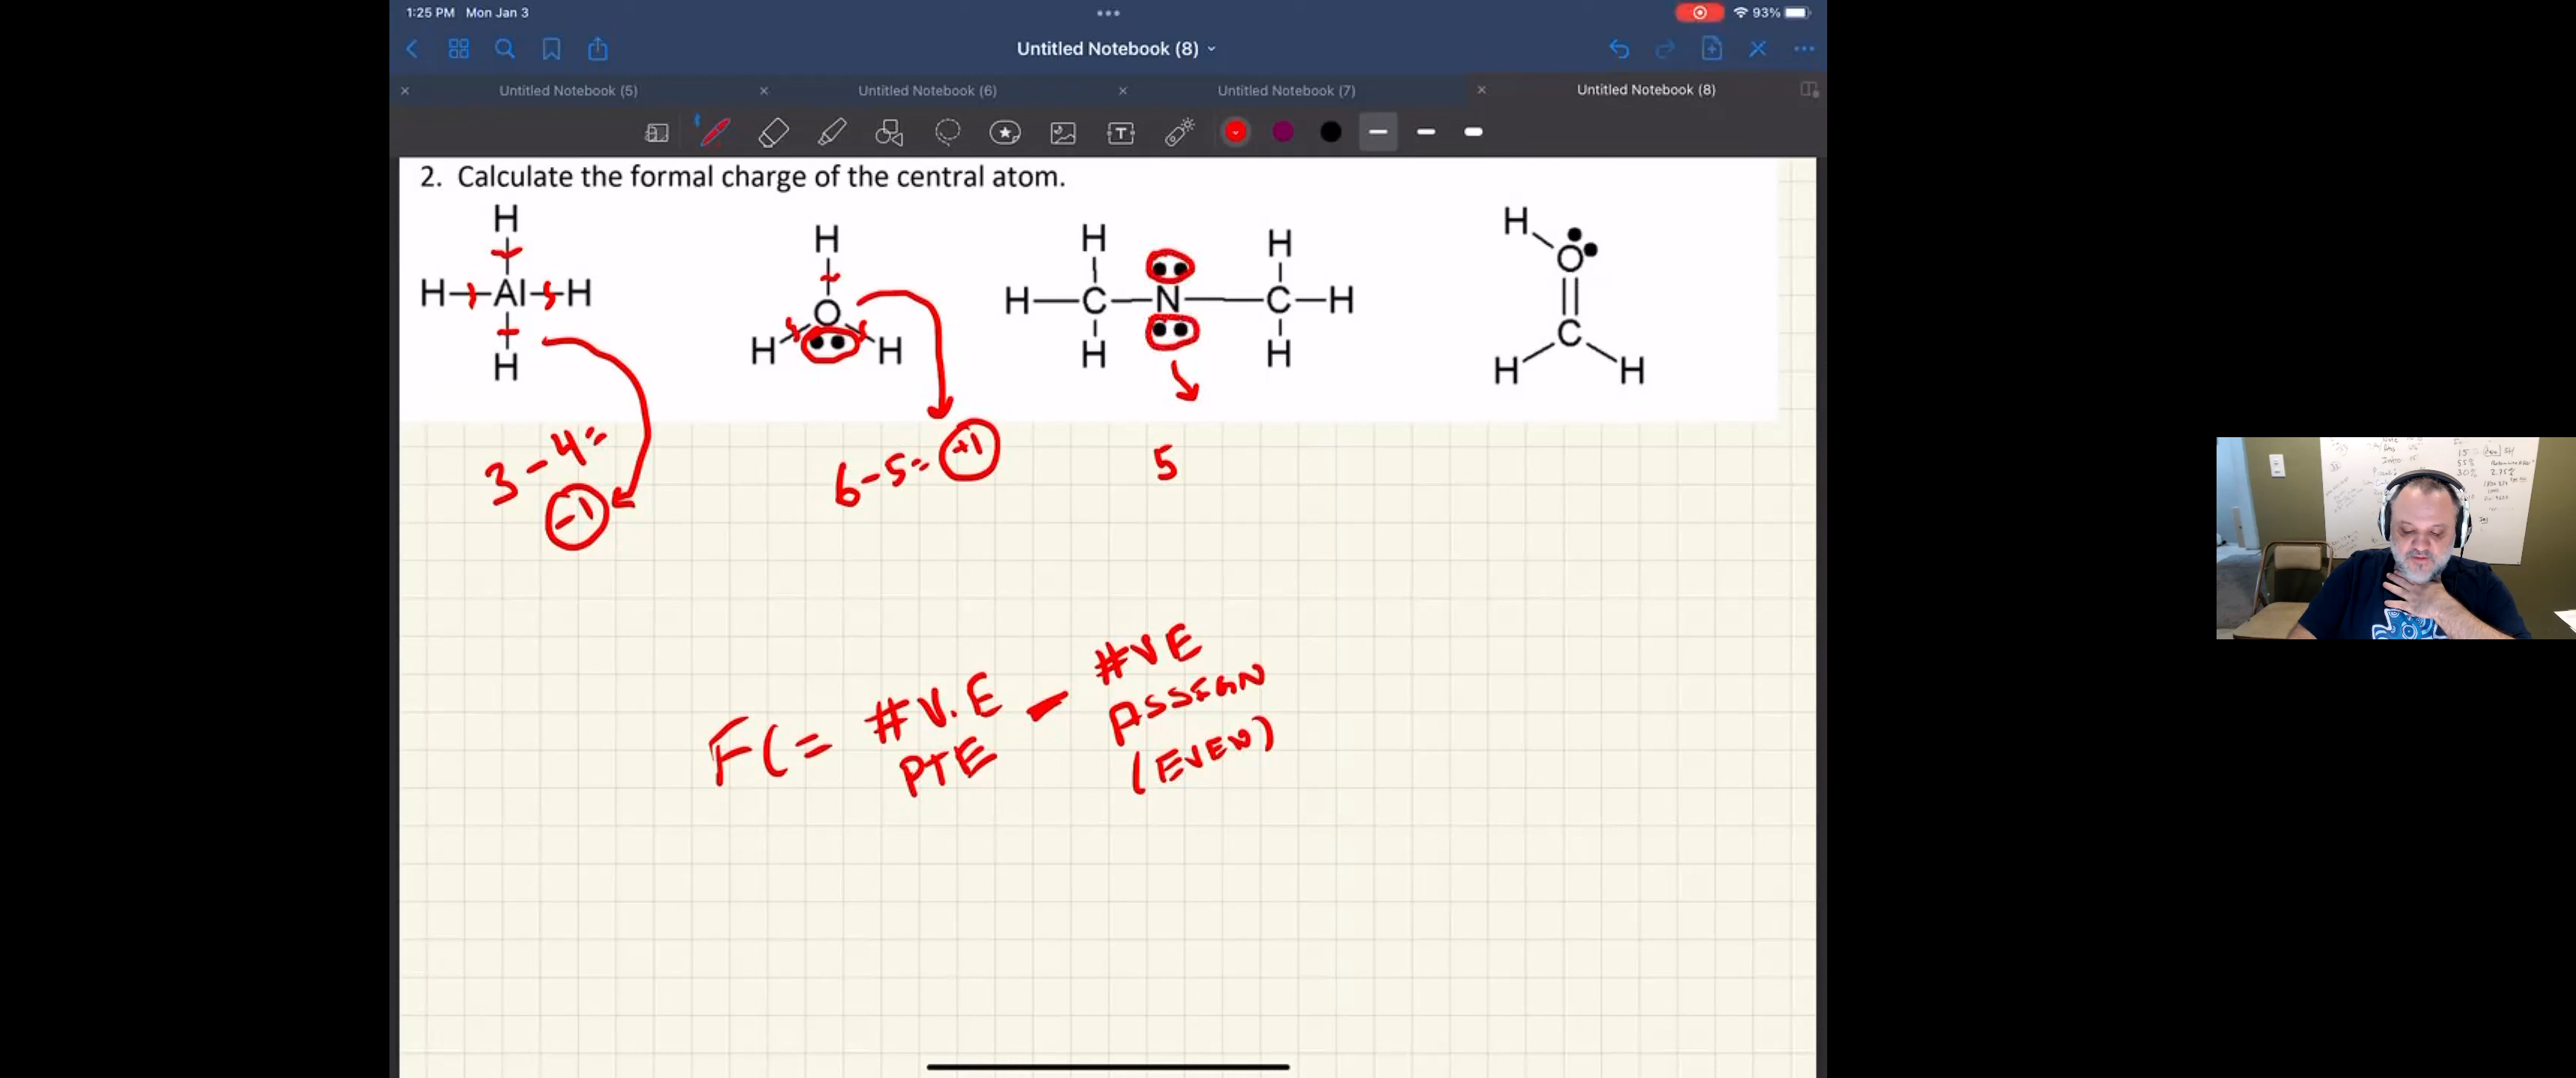 1:25 PM Mon Jan 3
93%
Untitled Notebook (8)
Untitled Notebook (5)
Untitled Notebook (6)
Untitled Notebook (7)
Untitled Notebook (8)
2. Calculate the formal charge of the central atom.
H
H Al H
H
H
O
H H
H H
H C N C H
H H
H
O
C
H H
3 - 4 =
-1
6 - 5 = +1
5
FC = #V.E PTE - #VE ASSIGN (EVEN)